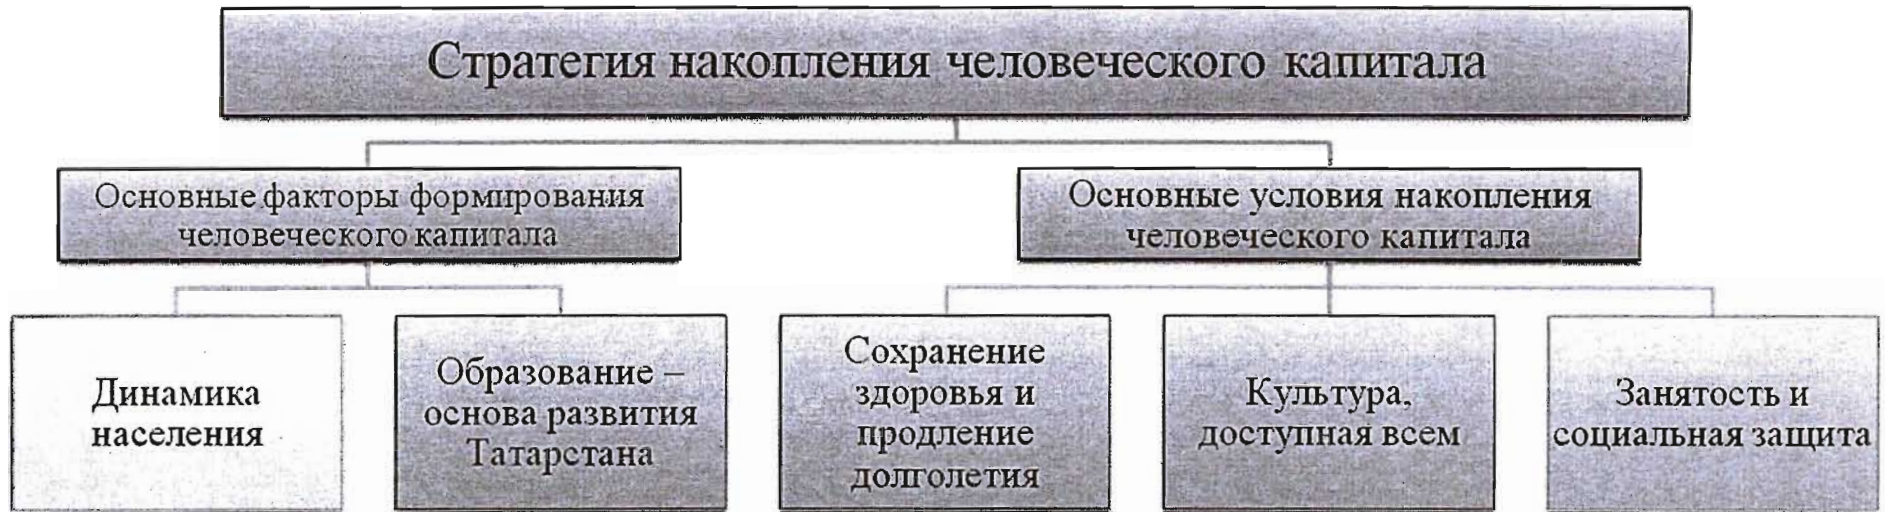 Стратегия накопления человеческого капитала
Основные факторы формирования
человеческого капитала
Основные условия накопления
человеческого капитала
Динамика
населения
Образование –
основа развития
Татарстана
Сохранение
здоровья и
продление
долголетия
Культура,
доступная всем
Занятость и
социальная защита